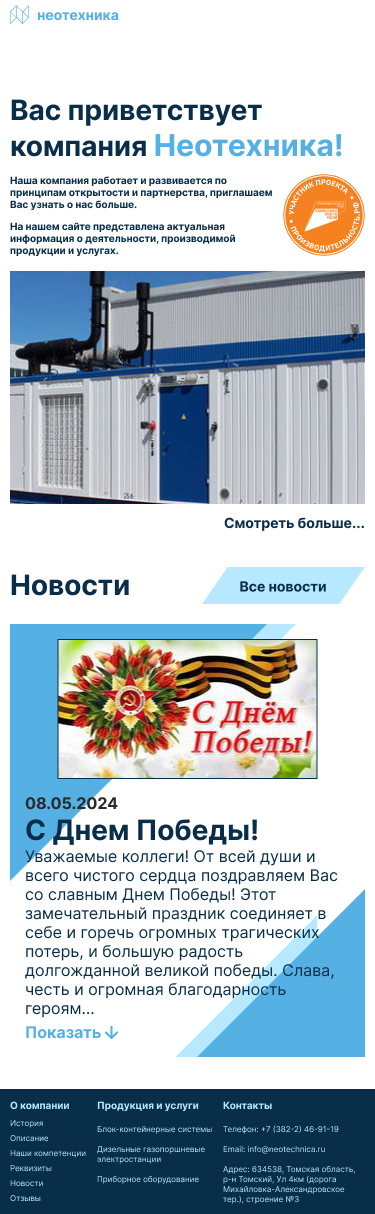 неотехника
Вас приветствует
компания Неотехника!
Наша компания работает и развивается по
принципам открытости и партнерства, приглашаем
Вас узнать о нас больше.
На нашем сайте представлена актуальная
информация о деятельности, производимой
продукции и услугах.
УЧАСТНИК ПРОЕКТА
ПРОИЗВОДИТЕЛЬНОСТЬ.РФ
Смотреть больше...
Новости
Все новости
С Днём
Победы!
08.05.2024
С Днем Победы!
Уважаемые коллеги! От всей души и
всего чистого сердца поздравляем Вас
со славным Днем Победы! Этот
замечательный праздник соединяет в
себе и горечь огромных трагических
потерь, и большую радость
долгожданной великой победы. Слава,
честь и огромная благодарность
героям...
Показать
О компании
История
Описание
Наши компетенции
Реквизиты
Новости
Отзывы
Продукция и услуги
Блок-контейнерные системы
Дизельные газопоршневые
электростанции
Приборное оборудование
Контакты
Телефон: +7 (382-2) 46-91-19
Email: info@neotechnica.ru
Адрес: 634538, Томская область,
р-н Томский, Ул 4км (дорога
Михайловка-Александровское
тер.), строение №3